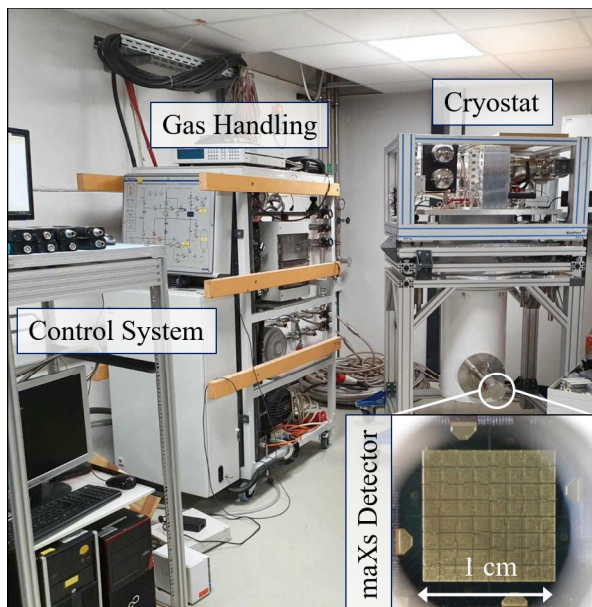 Cryostat
Gas Handling
Control System
maXs Detector
1 cm